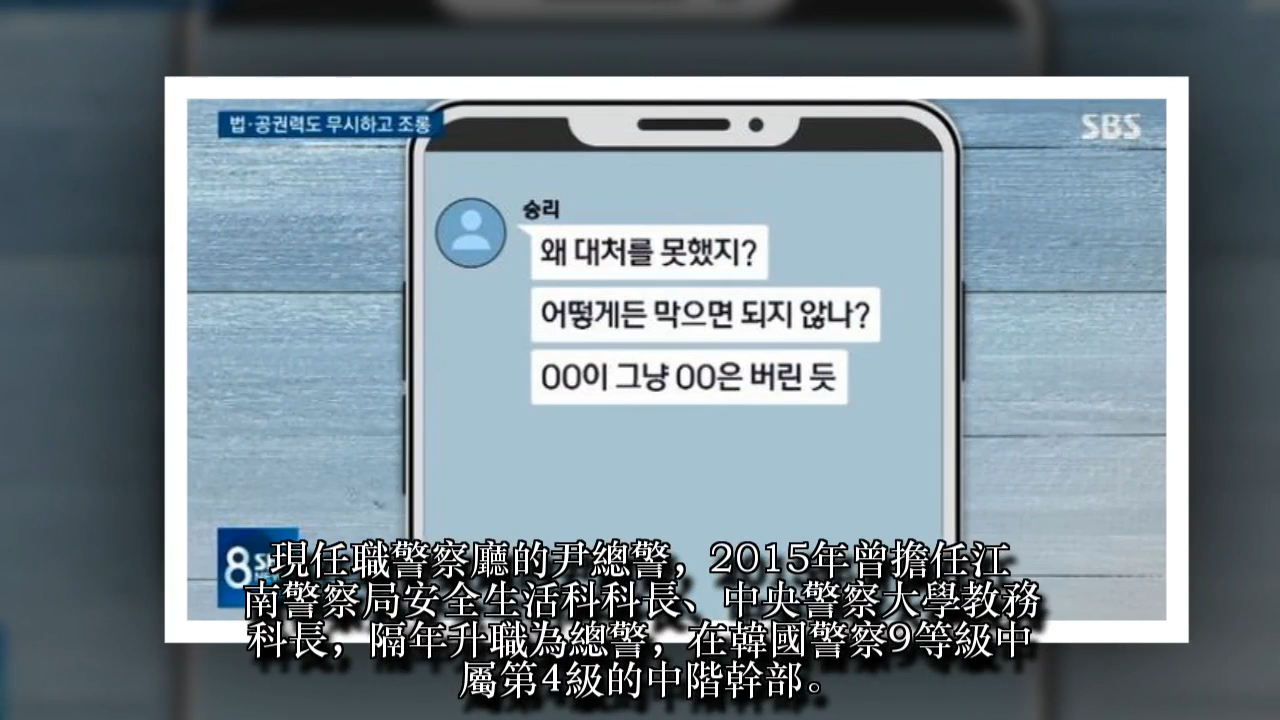 법·공권력도 무시하고 조롱
SBS
승리
왜 대처를 못했지?
어떻게든 막으면 되지 않나?
00이 그냥 00은 버린 듯
8
現任職警察廳的尹總警，2015年曾擔任江
南警察局安全生活科科長、中央警察大學教務
科長，隔年升職為總警，在韓國警察9等級中
屬第4級的中階幹部。